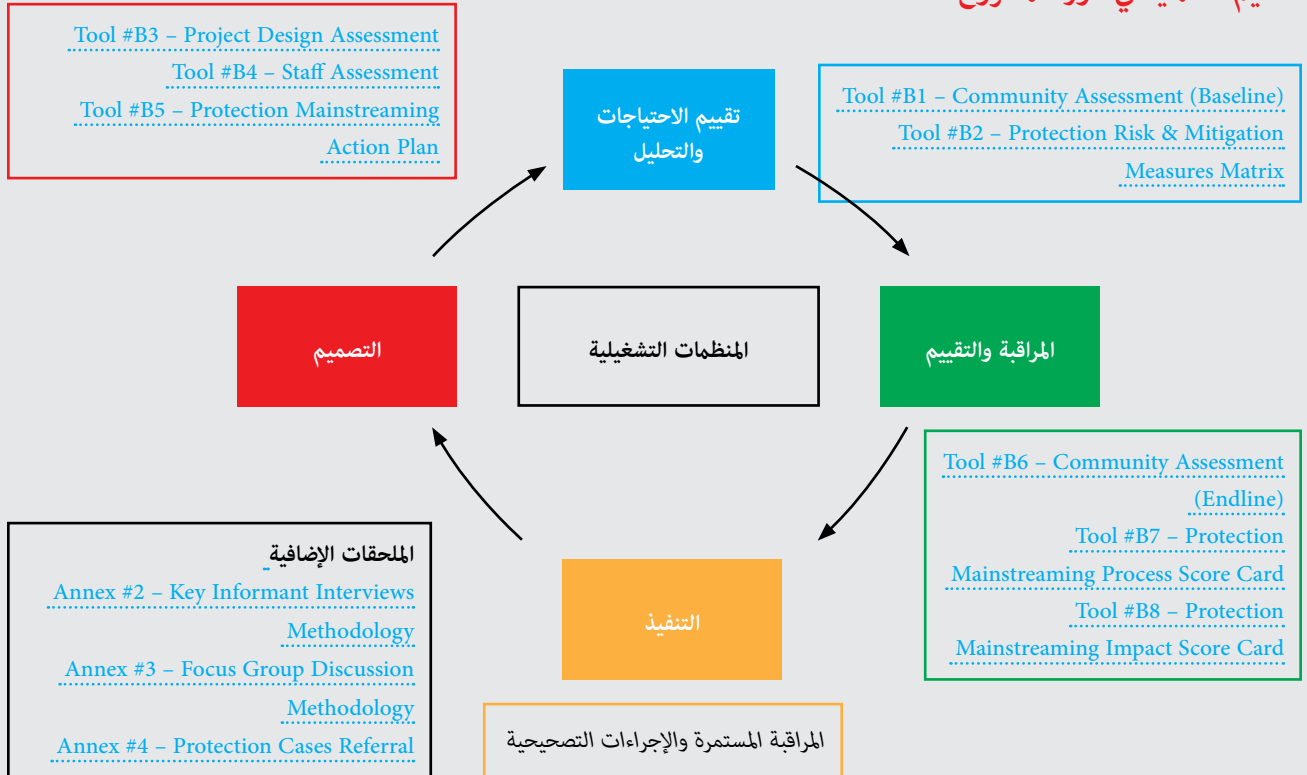 Tool #B3 – Project Design Assessment
Tool #B4 – Staff Assessment
Tool #B5 – Protection Mainstreaming
Action Plan
تقييم الاحتياجات
والتحليل
Tool #B1 – Community Assessment (Baseline)
Tool #B2 – Protection Risk & Mitigation
Measures Matrix
التصميم
المنظمات التشغيلية
المراقبة والتقييم
Tool #B6 – Community Assessment
(Endline)
Tool #B7 – Protection
Mainstreaming Process Score Card
Tool #B8 – Protection
Mainstreaming Impact Score Card
الملحقات الإضافية
Annex #2 – Key Informant Interviews
Methodology
Annex #3 – Focus Group Discussion
Methodology
Annex #4 – Protection Cases Referral
التنفيذ
المراقبة المستمرة والإجراءات التصحيحية